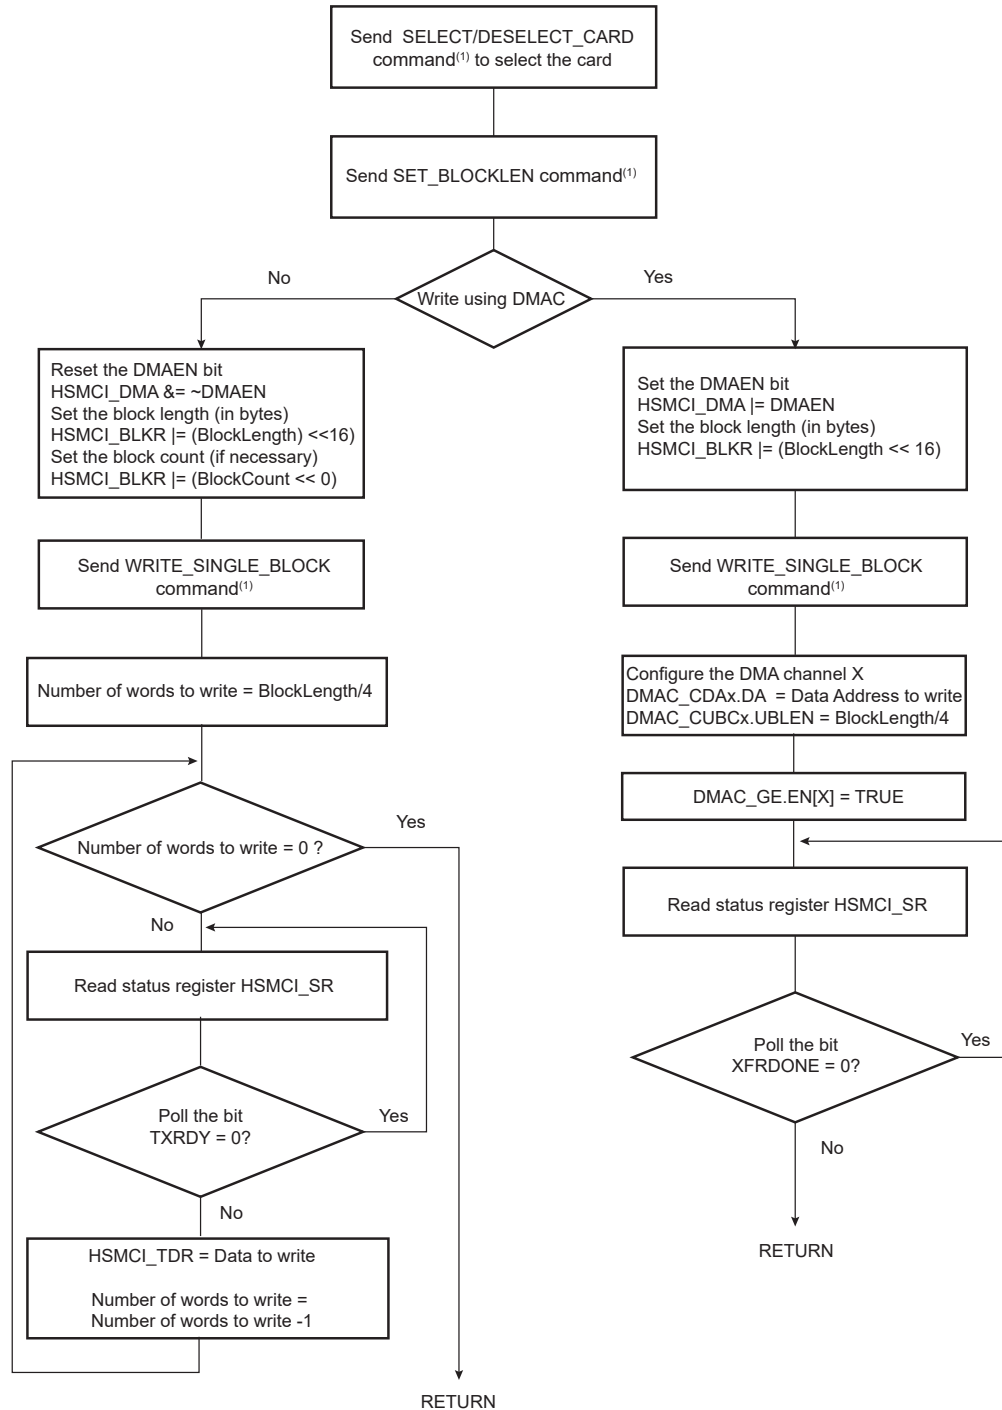 Send SELECT/DESELECT_CARD
command(1) to select the card
Send SET_BLOCKLEN command(1)
Write using DMAC
No
Yes
Reset the DMAEN bit
HSMCI_DMA &= ~DMAEN
Set the block length (in bytes)
HSMCI_BLKR |= (BlockLength) <<16)
Set the block count (if necessary)
HSMCI_BLKR |= (BlockCount << 0)
Send WRITE_SINGLE_BLOCK
command(1)
Number of words to write = BlockLength/4
Number of words to write = 0 ?
Yes
No
Read status register HSMCI_SR
Poll the bit
TXRDY = 0?
Yes
No
HSMCI_TDR = Data to write
Number of words to write =
Number of words to write -1
RETURN
Set the DMAEN bit
HSMCI_DMA |= DMAEN
Set the block length (in bytes)
HSMCI_BLKR |= (BlockLength << 16)
Send WRITE_SINGLE_BLOCK
command(1)
Configure the DMA channel X
DMAC_CDAx.DA = Data Address to write
DMAC_CUBCx.UBLEN = BlockLength/4
DMAC_GE.EN[X] = TRUE
Read status register HSMCI_SR
Poll the bit
XFRDONE = 0?
Yes
No
RETURN